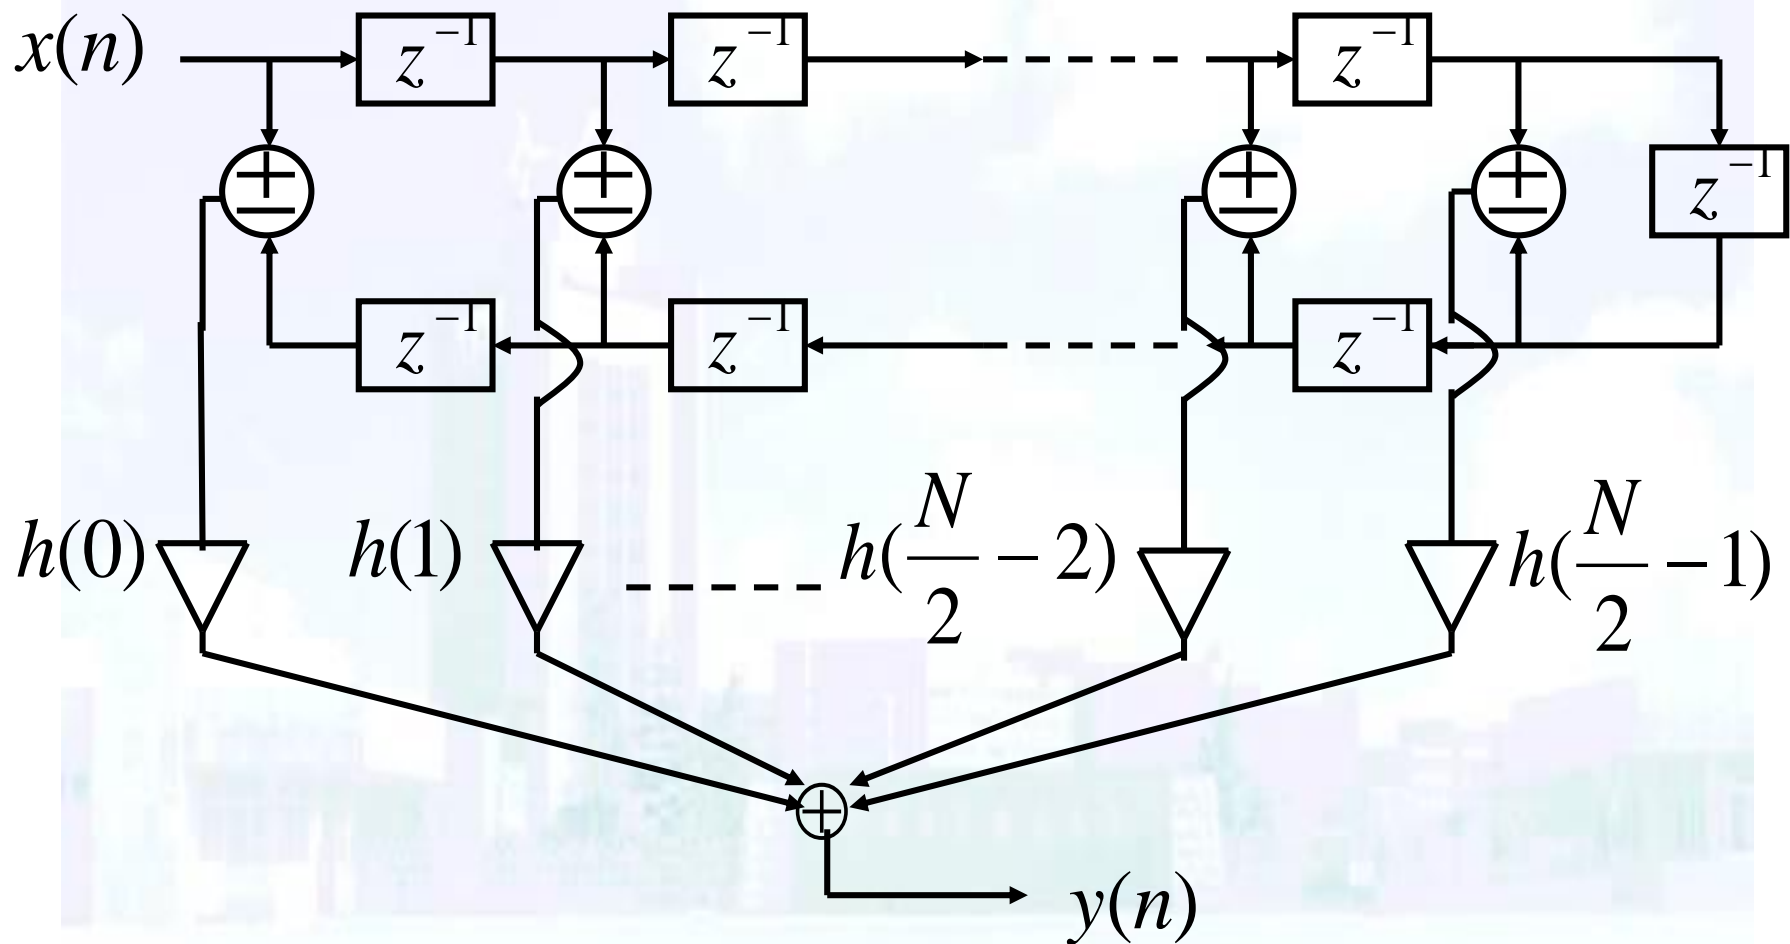 x(n) z⁻¹ z⁻¹ z⁻¹
+ + + + z⁻¹
− − − −
z⁻¹ z⁻¹ z⁻¹
h(0) h(1) h(N/2 − 2) h(N/2 − 1)
+
y(n)